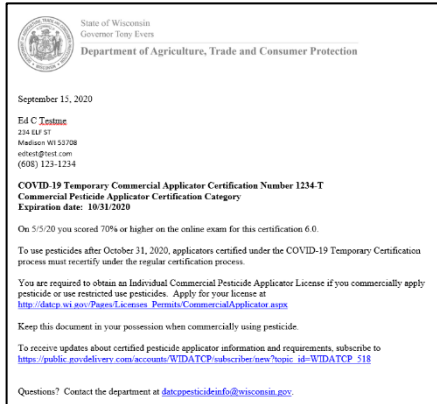 State of Wisconsin
Governor Tony Evers
Department of Agriculture, Trade and Consumer Protection
September 15, 2020
Ed C Testme
234 ELF ST
Madison WI 53708
edtest@test.com
(608) 123-1234
COVID-19 Temporary Commercial Applicator Certification Number 1234-T
Commercial Pesticide Applicator Certification Category
Expiration date: 10/31/2020
On 5/5/20 you scored 70% or higher on the online exam for this certification 6.0.
To use pesticides after October 31, 2020, applicators certified under the COVID-19 Temporary Certification
process must recertify under the regular certification process.
You are required to obtain an Individual Commercial Pesticide Applicator License if you commercially apply
pesticide or use restricted use pesticides. Apply for your license at
http://datcp.wi.gov/Pages/Licenses_Permits/CommercialApplicator.aspx
Keep this document in your possession when commercially using pesticide.
To receive updates about certified pesticide applicator information and requirements, subscribe to
https://public.govdelivery.com/accounts/WIDATCP/subscriber/new?topic_id=WIDATCP_518
Questions? Contact the department at datcppesticideinfo@wisconsin.gov.